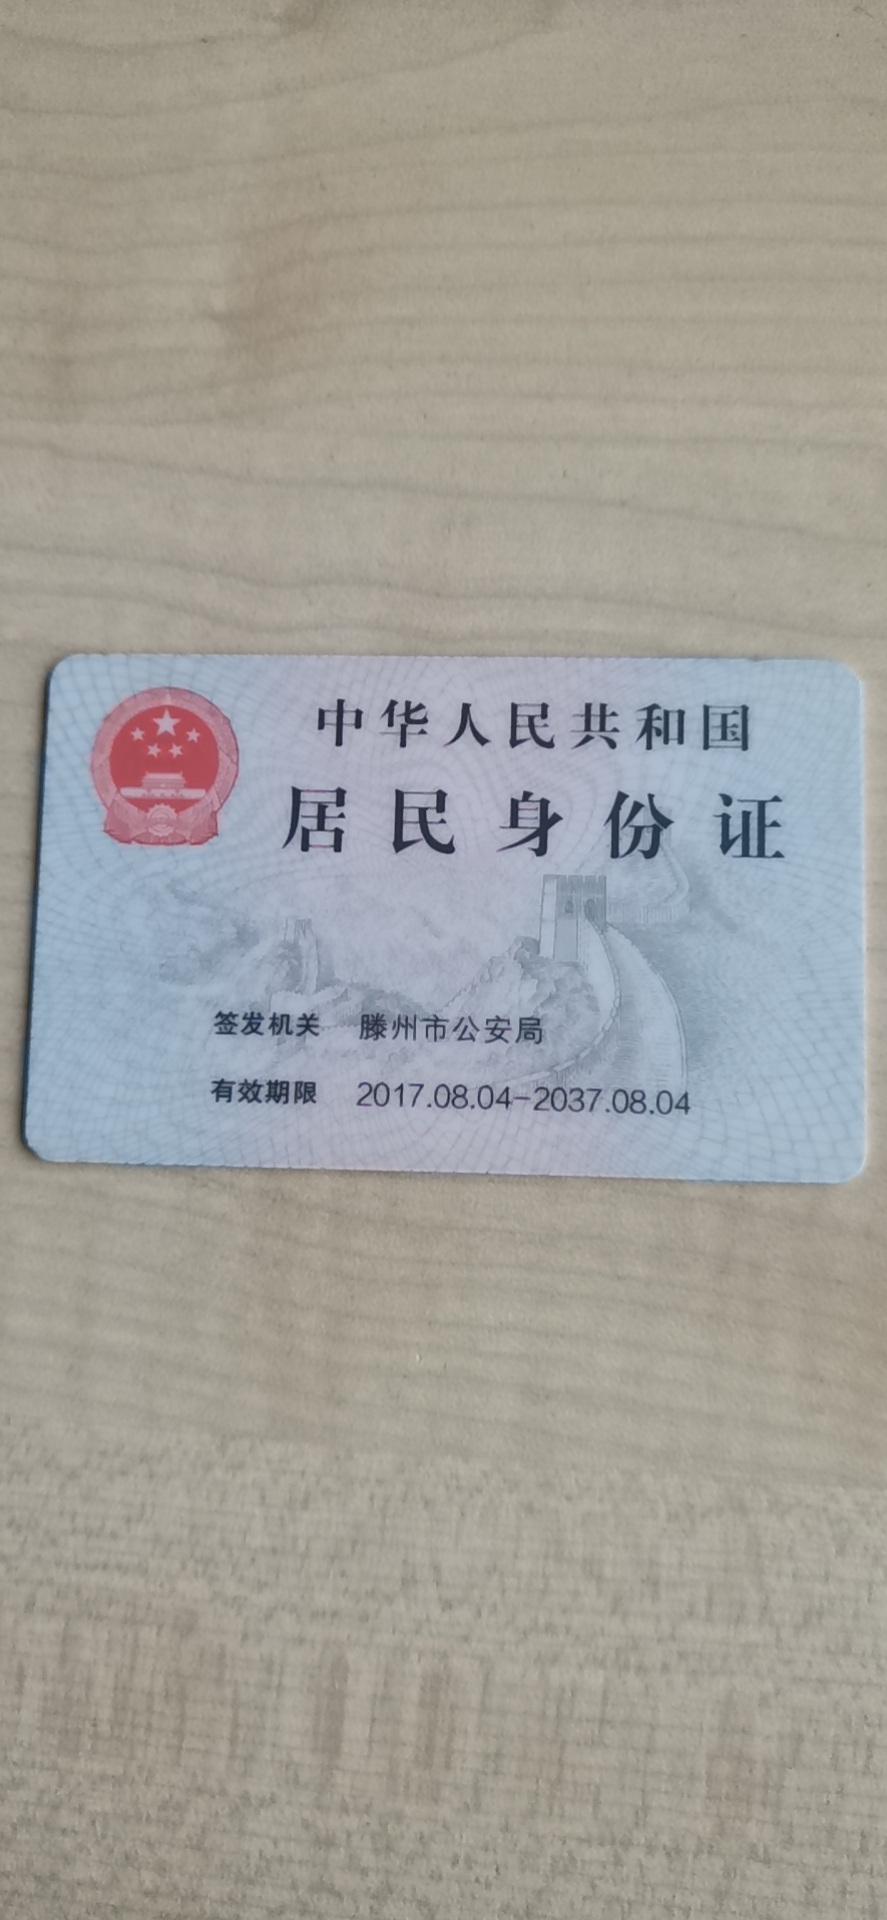 中华人民共和国
居民身份证
签发机关 滕州市公安局
有效期限 2017.08.04-2037.08.04